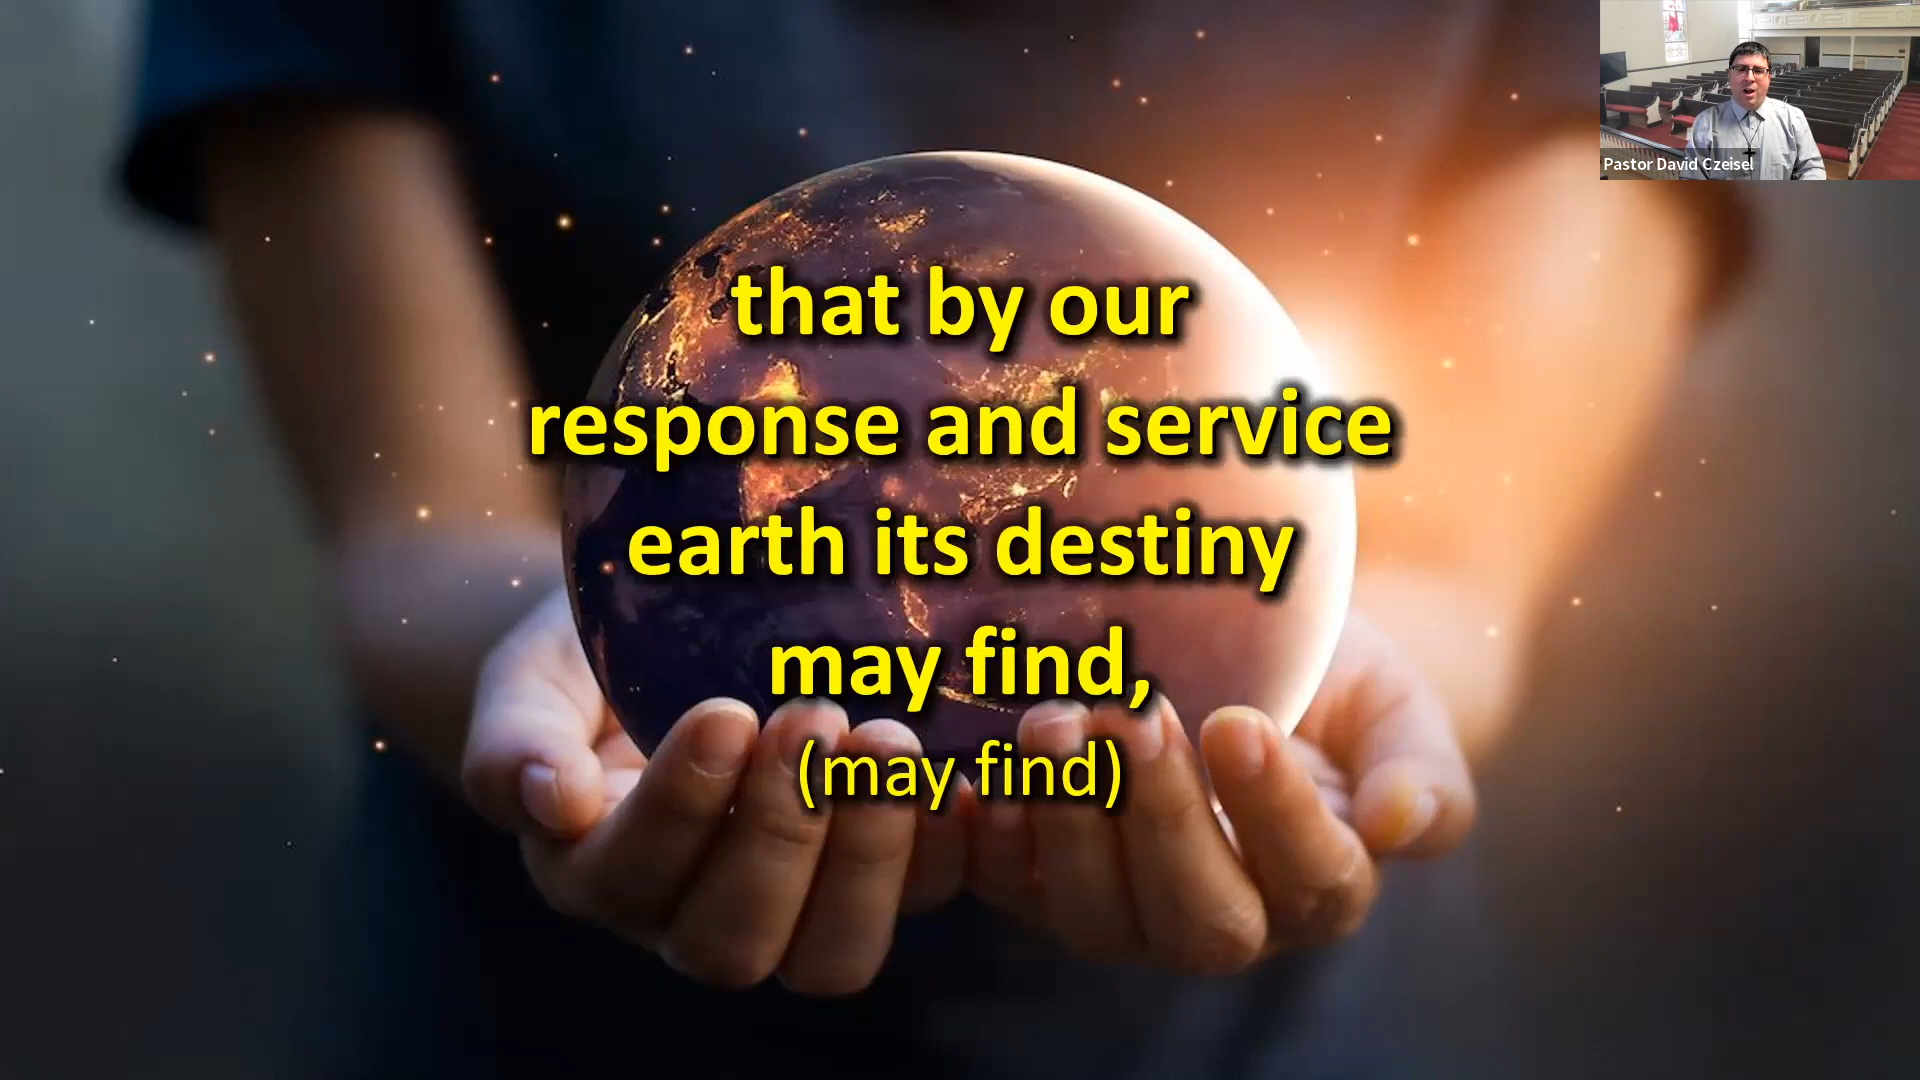 Pastor David Czeisel
that by our
response and service
earth its destiny
may find,
(may find)